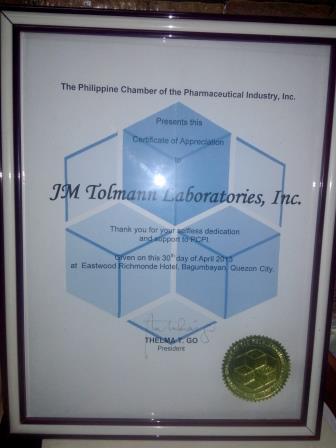 The Philippine Chamber of the Pharmaceutical Industry, Inc.
Presents this
Certificate of Appreciation
to
JM Tolmann Laboratories, Inc.
Thank you for your selfless dedication
and support to PCPI.
Given on this 30th day of April 2013
at Eastwood Richmonde Hotel, Bagumbayan, Quezon City.
THELMA T. GO
President